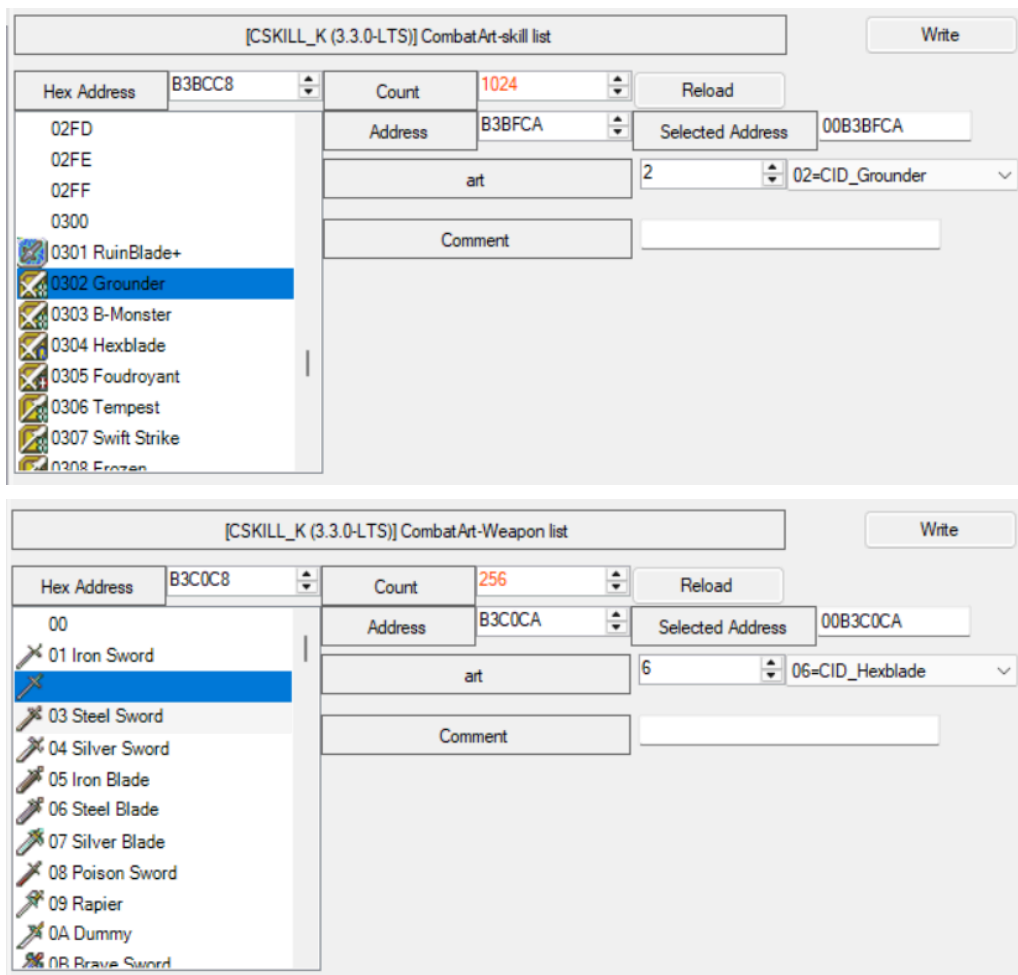 [CSKILL_K (3.3.0-LTS)] CombatArt-skill list
Write
Hex Address B3BCC8 Count 1024 Reload
02FD
Address B3BFCA Selected Address 00B3BFCA
02FE
02FF
art 2 02=CID_Grounder
0300
Comment
0301 RuinBlade+
0302 Grounder
0303 B-Monster
0304 Hexblade
0305 Foudroyant
0306 Tempest
0307 Swift Strike
0308 Frozen
[CSKILL_K (3.3.0-LTS)] CombatArt-Weapon list
Write
Hex Address B3C0C8 Count 256 Reload
00
Address B3C0CA Selected Address 00B3C0CA
01 Iron Sword
art 6 06=CID_Hexblade
03 Steel Sword
Comment
04 Silver Sword
05 Iron Blade
06 Steel Blade
07 Silver Blade
08 Poison Sword
09 Rapier
0A Dummy
0B Brave Sword